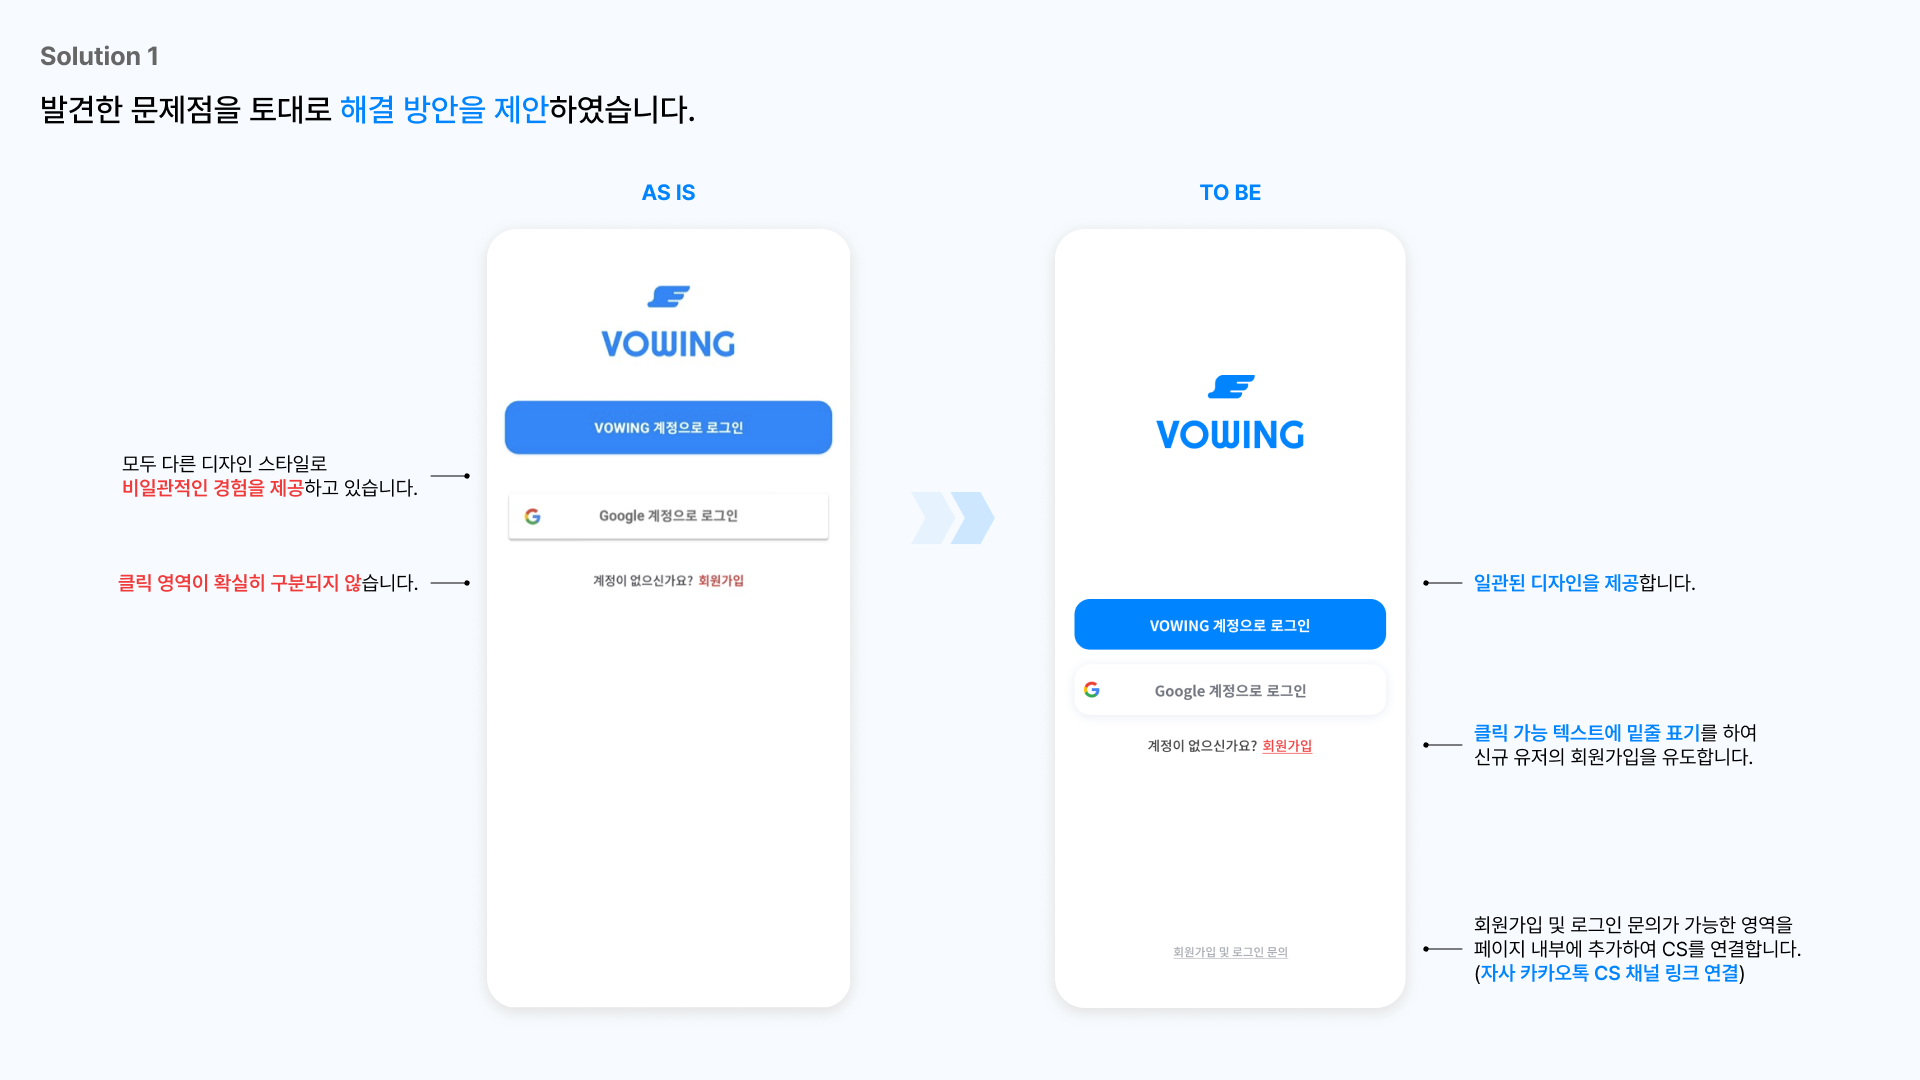 Solution 1
발견한 문제점을 토대로 해결 방안을 제안하였습니다.
AS IS
VOWING
VOWING 계정으로 로그인
Google 계정으로 로그인
계정이 없으신가요? 회원가입
모두 다른 디자인 스타일로
비일관적인 경험을 제공하고 있습니다.
클릭 영역이 확실히 구분되지 않습니다.
TO BE
VOWING
VOWING 계정으로 로그인
Google 계정으로 로그인
계정이 없으신가요? 회원가입
회원가입 및 로그인 문의
일관된 디자인을 제공합니다.
클릭 가능 텍스트에 밑줄 표기를 하여
신규 유저의 회원가입을 유도합니다.
회원가입 및 로그인 문의가 가능한 영역을
페이지 내부에 추가하여 CS를 연결합니다.
(자사 카카오톡 CS 채널 링크 연결)